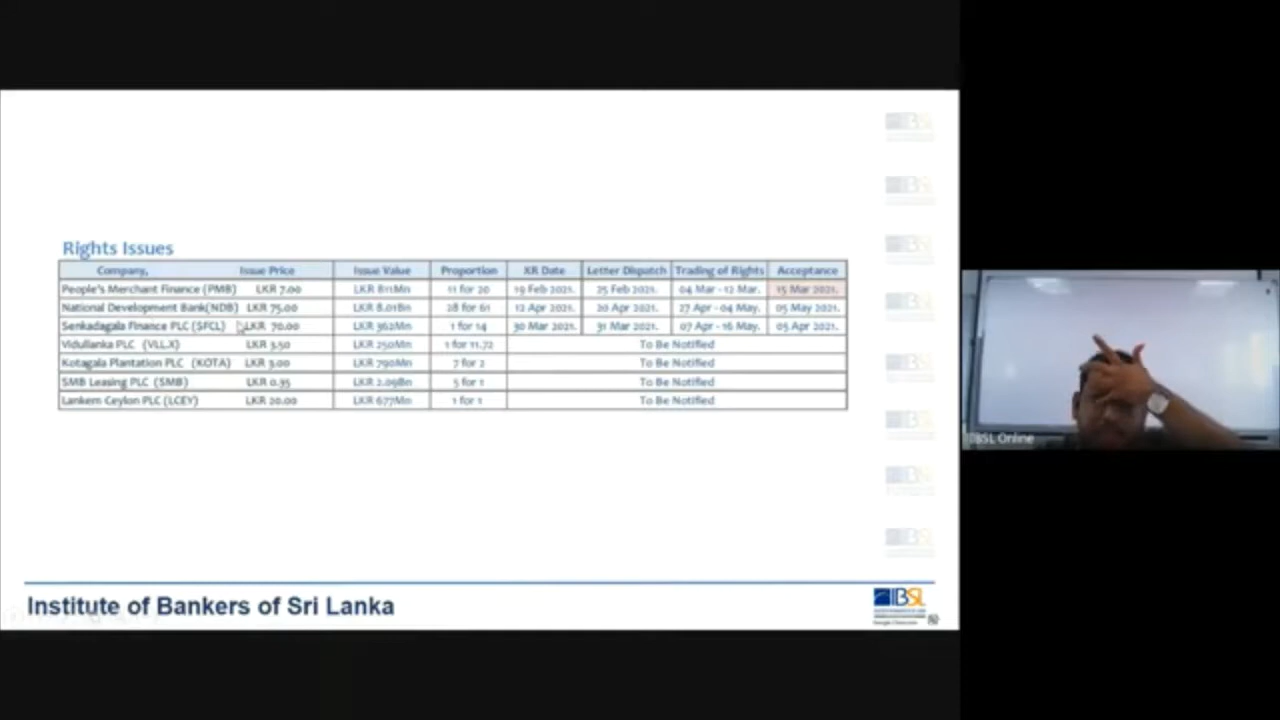 Rights Issues
Company, Issue Price Issue Value Proportion XR Date Letter Dispatch Trading of Rights Acceptance
People's Merchant Finance (PMB) LKR 7.00 LKR 811Mn 11 for 20 19 Feb 2021. 25 Feb 2021. 04 Mar - 12 Mar. 15 Mar 2021.
National Development Bank(NDB) LKR 75.00 LKR 8.01Bn 28 for 61 12 Apr 2021. 20 Apr 2021. 27 Apr - 04 May. 05 May 2021.
Senkadagala Finance PLC (SFCL) LKR 70.00 LKR 362Mn 1 for 14 30 Mar 2021. 31 Mar 2021. 07 Apr - 16 May. 05 Apr 2021.
Vidullanka PLC (VLL.X) LKR 3.50 LKR 250Mn 1 for 11.72 To Be Notified
Kotagala Plantation PLC (KOTA) LKR 3.00 LKR 790Mn 7 for 2 To Be Notified
SMB Leasing PLC (SMB) LKR 0.35 LKR 2.09Bn 5 for 1 To Be Notified
Lankem Ceylon PLC (LCEY) LKR 20.00 LKR 677Mn 1 for 1 To Be Notified
IBSL Online
Institute of Bankers of Sri Lanka
IBSL